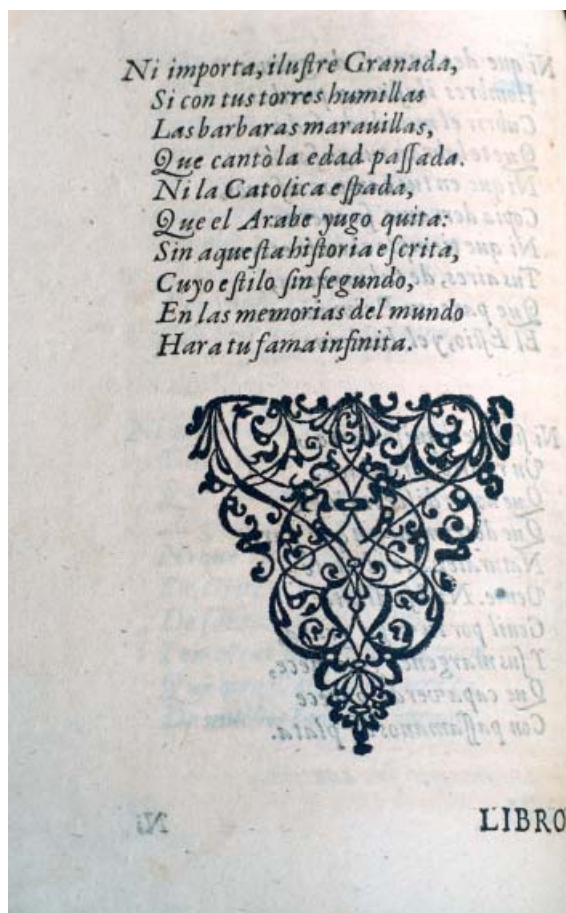 Ni importa, ilustre Granada,
Si con tus torres humillas
Las barbaras marauillas,
Que cantò la edad passada.
Ni la Catolica espada,
Que el Arabe yugo quita:
Sin aquesta historia escrita,
Cuyo estilo sin segundo,
En las memorias del mundo
Hara tu fama infinita.
LIBRO